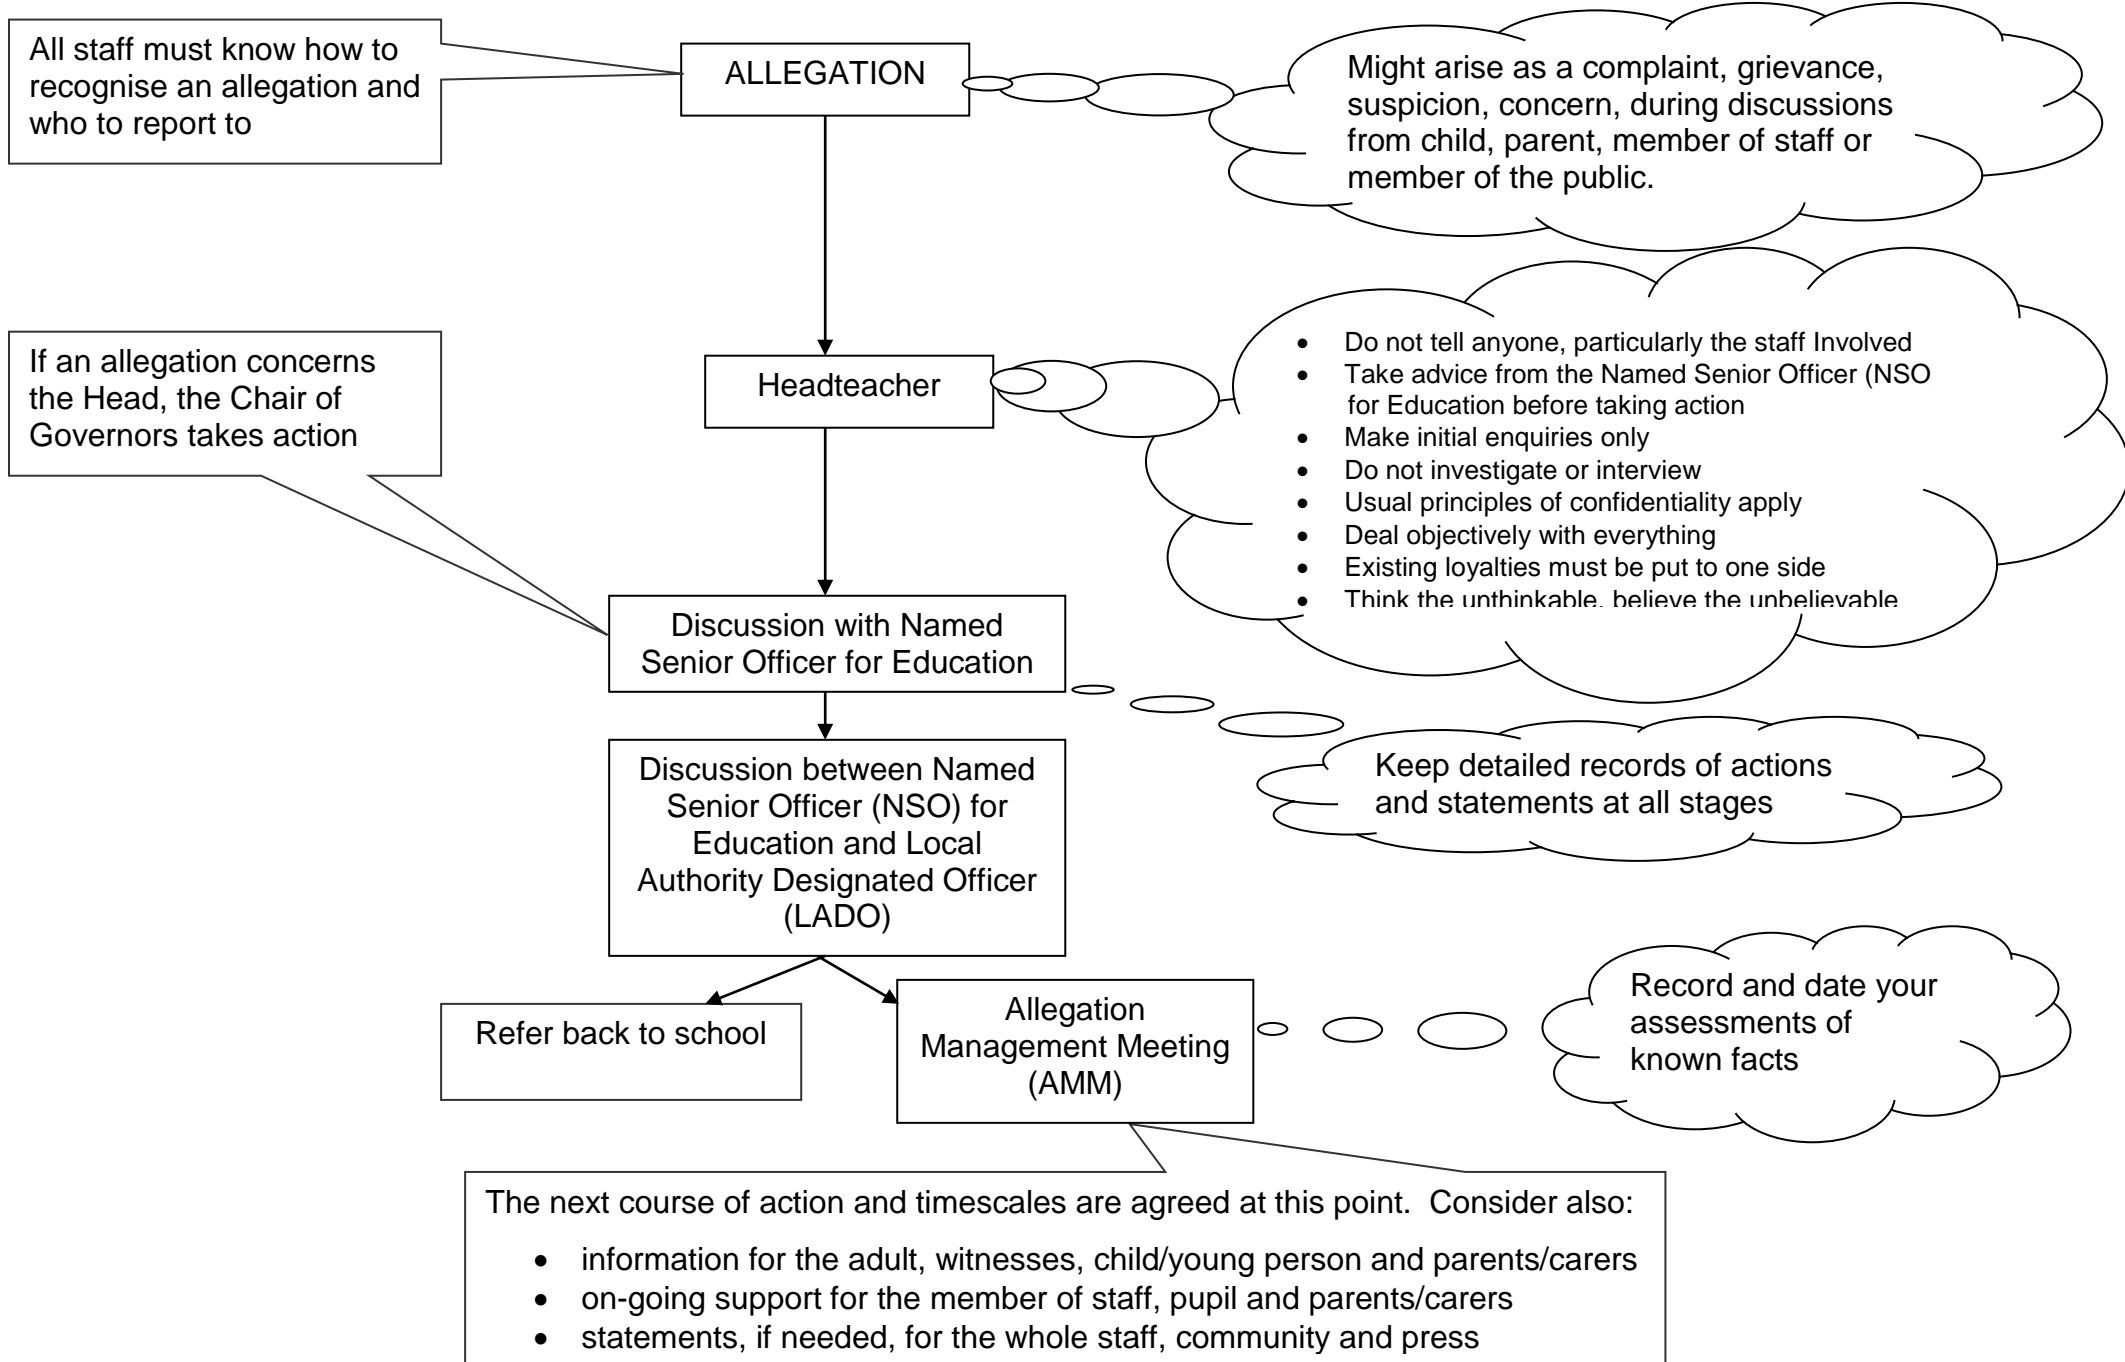 All staff must know how to
recognise an allegation and
who to report to
ALLEGATION
Might arise as a complaint, grievance,
suspicion, concern, during discussions
from child, parent, member of staff or
member of the public.
If an allegation concerns
the Head, the Chair of
Governors takes action
Headteacher
• Do not tell anyone, particularly the staff Involved
• Take advice from the Named Senior Officer (NSO
for Education before taking action
• Make initial enquiries only
• Do not investigate or interview
• Usual principles of confidentiality apply
• Deal objectively with everything
• Existing loyalties must be put to one side
• Think the unthinkable, believe the unbelievable
Discussion with Named
Senior Officer for Education
Keep detailed records of actions
and statements at all stages
Discussion between Named
Senior Officer (NSO) for
Education and Local
Authority Designated Officer
(LADO)
Refer back to school
Allegation
Management Meeting
(AMM)
Record and date your
assessments of
known facts
The next course of action and timescales are agreed at this point.  Consider also:
• information for the adult, witnesses, child/young person and parents/carers
• on-going support for the member of staff, pupil and parents/carers
• statements, if needed, for the whole staff, community and press